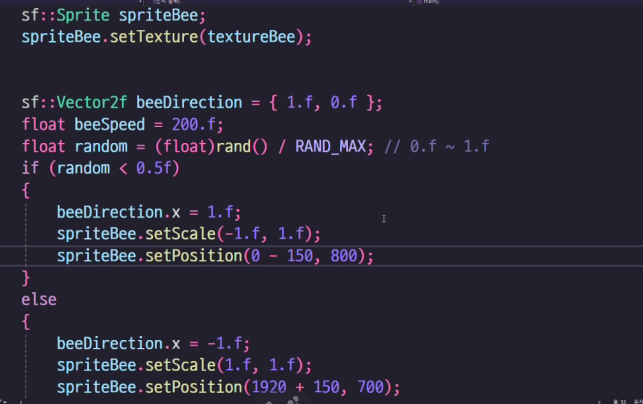 sf::Sprite spriteBee;
spriteBee.setTexture(textureBee);
sf::Vector2f beeDirection = { 1.f, 0.f };
float beeSpeed = 200.f;
float random = (float)rand() / RAND_MAX; // 0.f ~ 1.f
if (random < 0.5f)
{
beeDirection.x = 1.f;
spriteBee.setScale(-1.f, 1.f);
spriteBee.setPosition(0 - 150, 800);
}
else
{
beeDirection.x = -1.f;
spriteBee.setScale(1.f, 1.f);
spriteBee.setPosition(1920 + 150, 700);